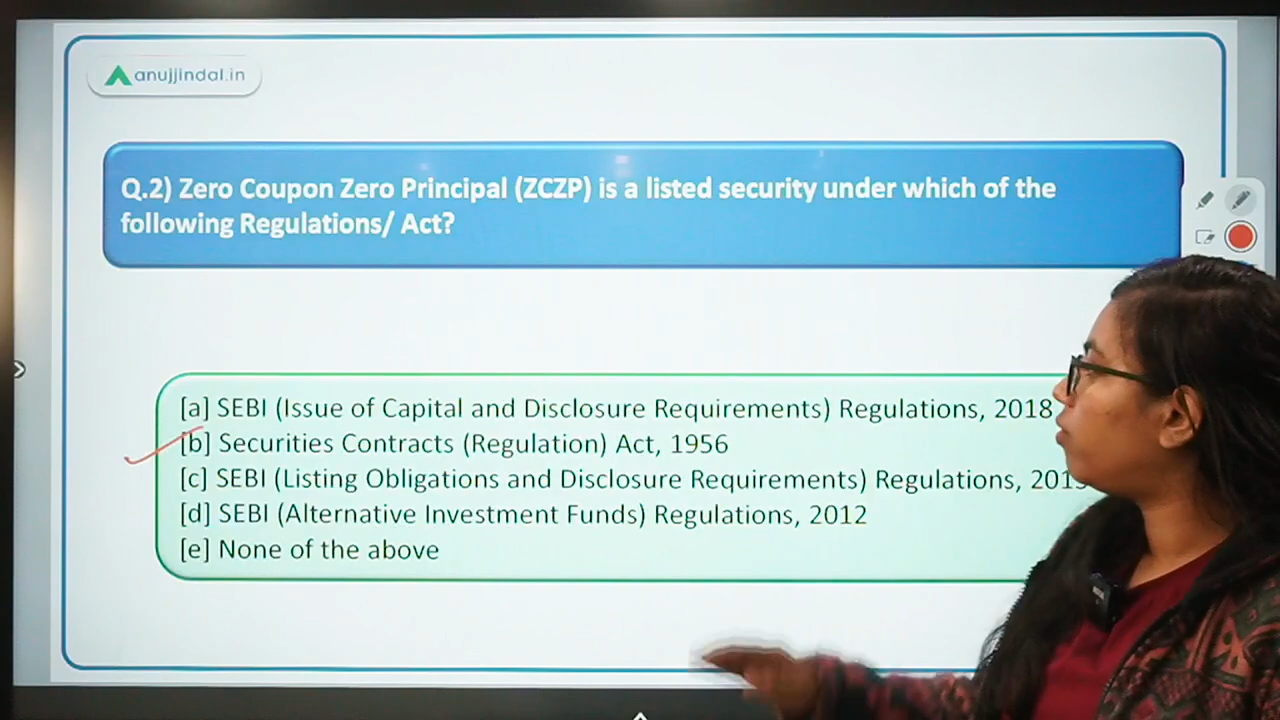 anujjindal.in
Q.2) Zero Coupon Zero Principal (ZCZP) is a listed security under which of the
following Regulations/ Act?
[a] SEBI (Issue of Capital and Disclosure Requirements) Regulations, 2018
[b] Securities Contracts (Regulation) Act, 1956
[c] SEBI (Listing Obligations and Disclosure Requirements) Regulations,
[d] SEBI (Alternative Investment Funds) Regulations, 2012
[e] None of the above